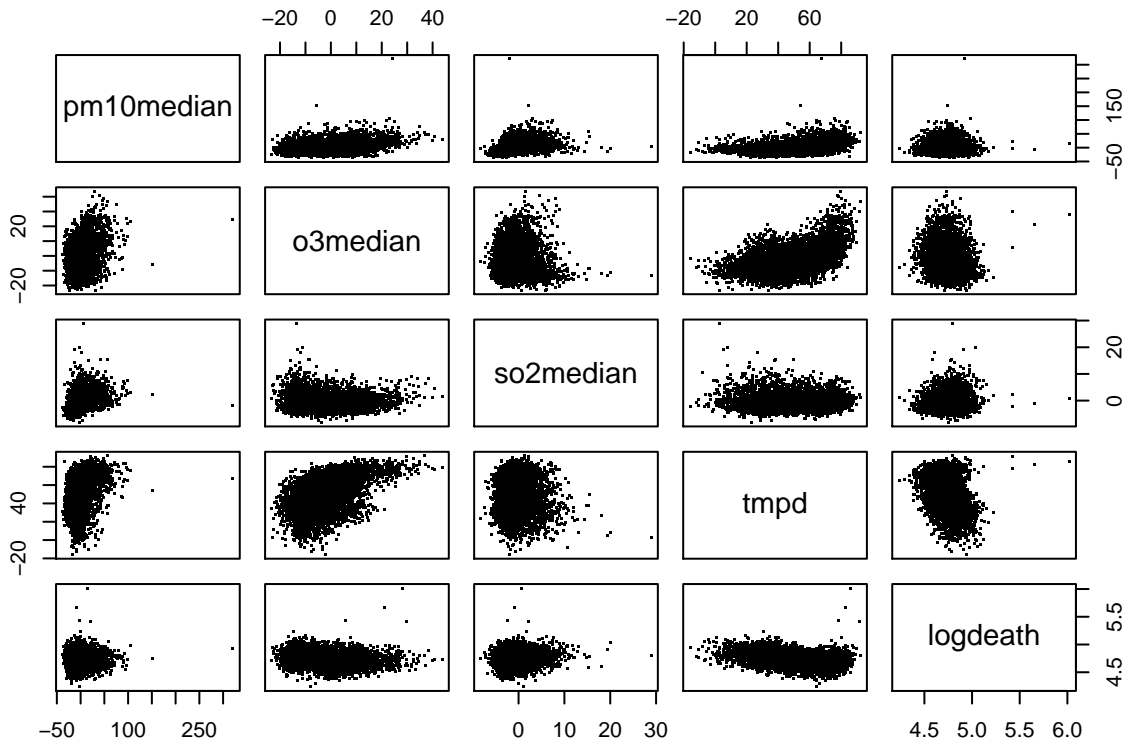 −20 0 20 40 −20 20 60
pm10median −50 150
−20 20 o3median
so2median 0 20
−20 40 tmpd
logdeath 4.5 5.5
−50 100 250 0 10 20 30 4.5 5.0 5.5 6.0